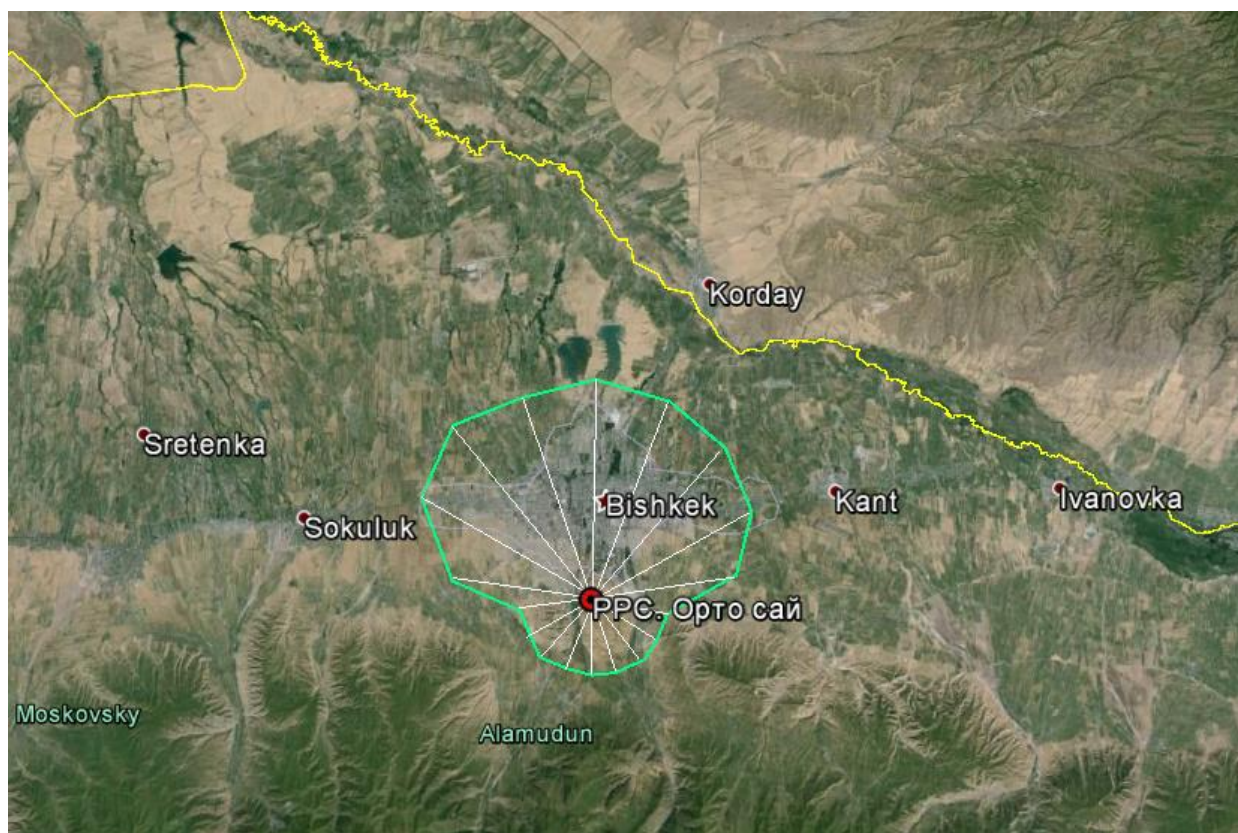 Korday
Sretenka
Sokuluk
Bishkek
Kant
Ivanovka
РРС. Орто сай
Moskovsky
Alamudun